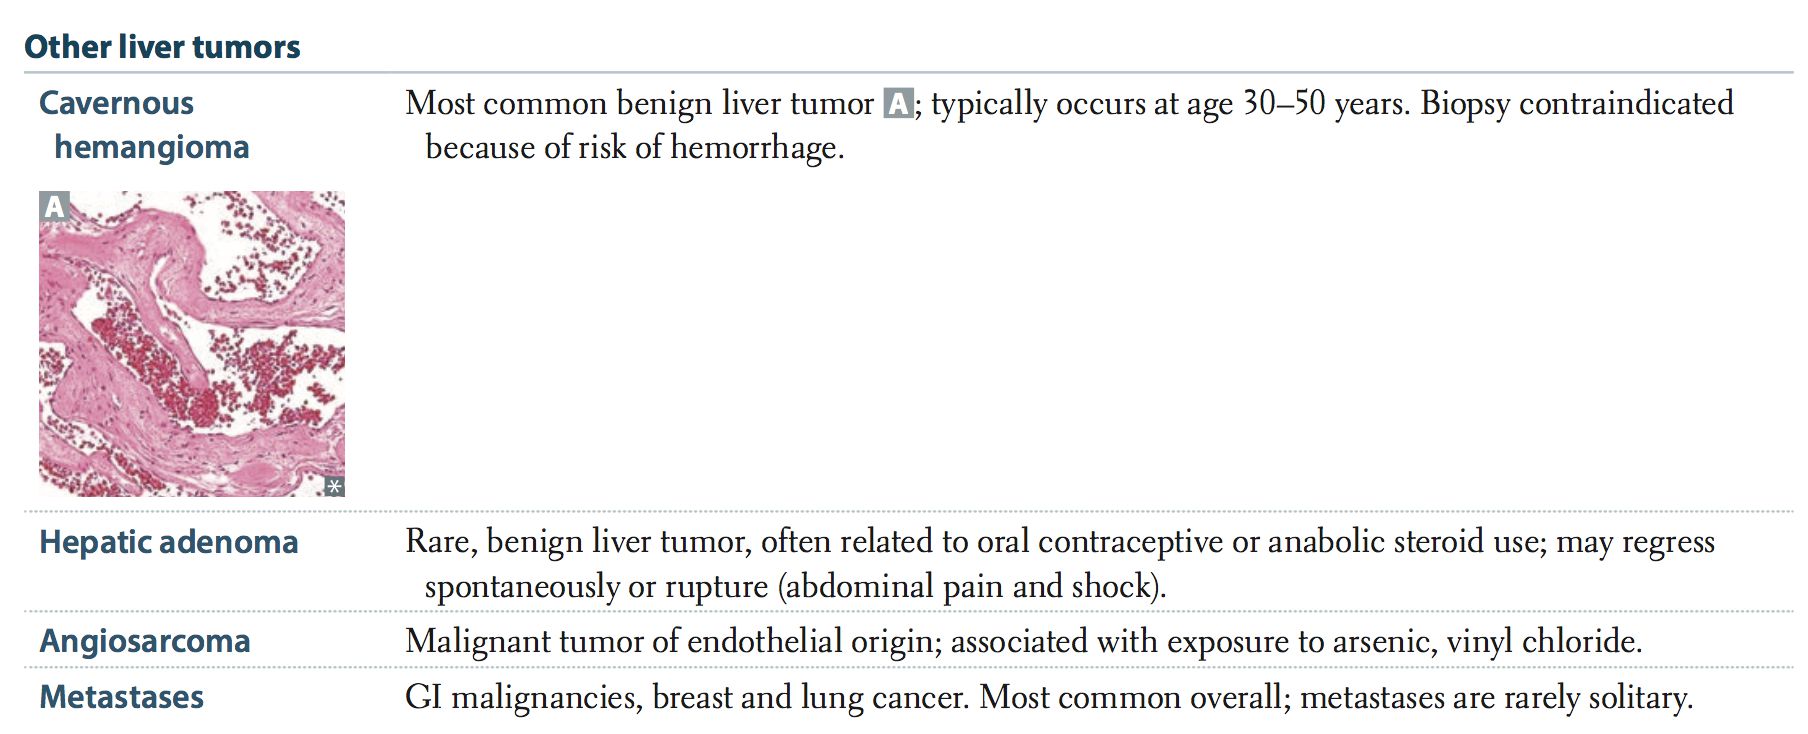 Other liver tumors
Cavernous
hemangioma
Most common benign liver tumor A; typically occurs at age 30–50 years. Biopsy contraindicated
because of risk of hemorrhage.
A
*
Hepatic adenoma
Rare, benign liver tumor, often related to oral contraceptive or anabolic steroid use; may regress
spontaneously or rupture (abdominal pain and shock).
Angiosarcoma
Malignant tumor of endothelial origin; associated with exposure to arsenic, vinyl chloride.
Metastases
GI malignancies, breast and lung cancer. Most common overall; metastases are rarely solitary.